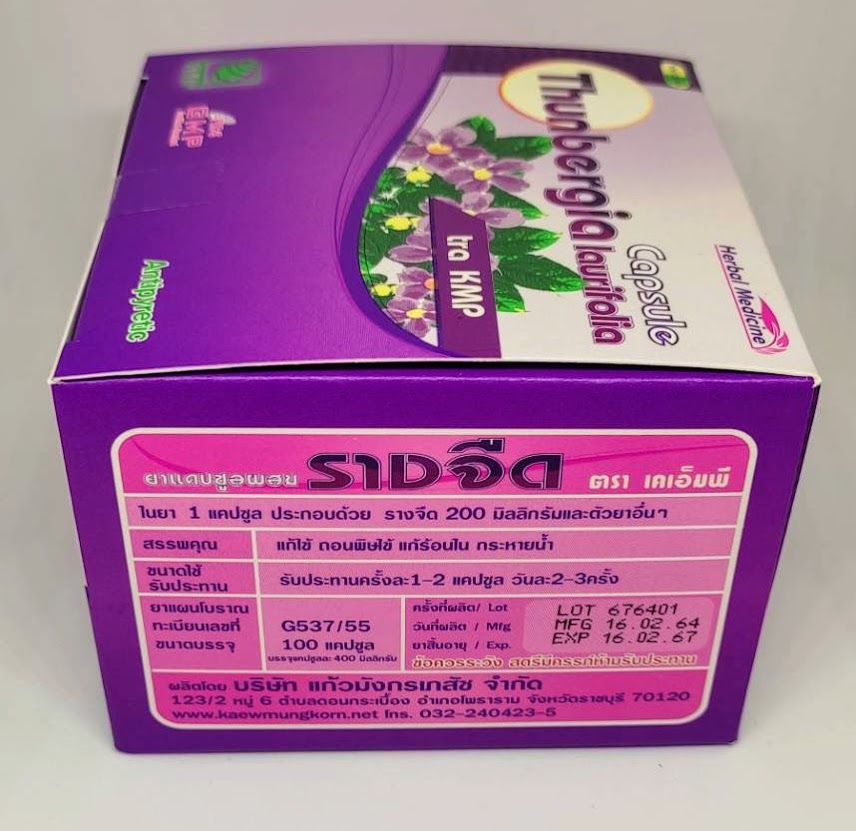 Thunbergia laurifolia
Capsule
Herbal Medicine
ตรา KMP
GMP
Antipyretic
ยาแคปซูลผสม รางจืด ตรา เคเอ็มพี
ในยา 1 แคปซูล ประกอบด้วย รางจืด 200 มิลลิกรัมและตัวยาอื่นๆ
สรรพคุณ แก้ไข้ ถอนพิษไข้ แก้ร้อนใน กระหายน้ำ
ขนาดใช้
รับประทาน รับประทานครั้งละ1-2 แคปซูล วันละ2-3ครั้ง
ยาแผนโบราณ
ทะเบียนเลขที่ G537/55
ขนาดบรรจุ 100 แคปซูล
บรรจุแคปซูลละ 400 มิลลิกรัม
ครั้งที่ผลิต/ Lot LOT 676401
วันที่ผลิต / Mfg MFG 16.02.64
ยาสิ้นอายุ / Exp. EXP 16.02.67
ข้อควรระวัง สตรีมีครรภ์ห้ามรับประทาน
ผลิตโดย บริษัท แก้วมังกรเภสัช จำกัด
123/2 หมู่ 6 ตำบลดอนกระเบื้อง อำเภอโพธาราม จังหวัดราชบุรี 70120
www.kaewmungkorn.net โทร. 032-240423-5